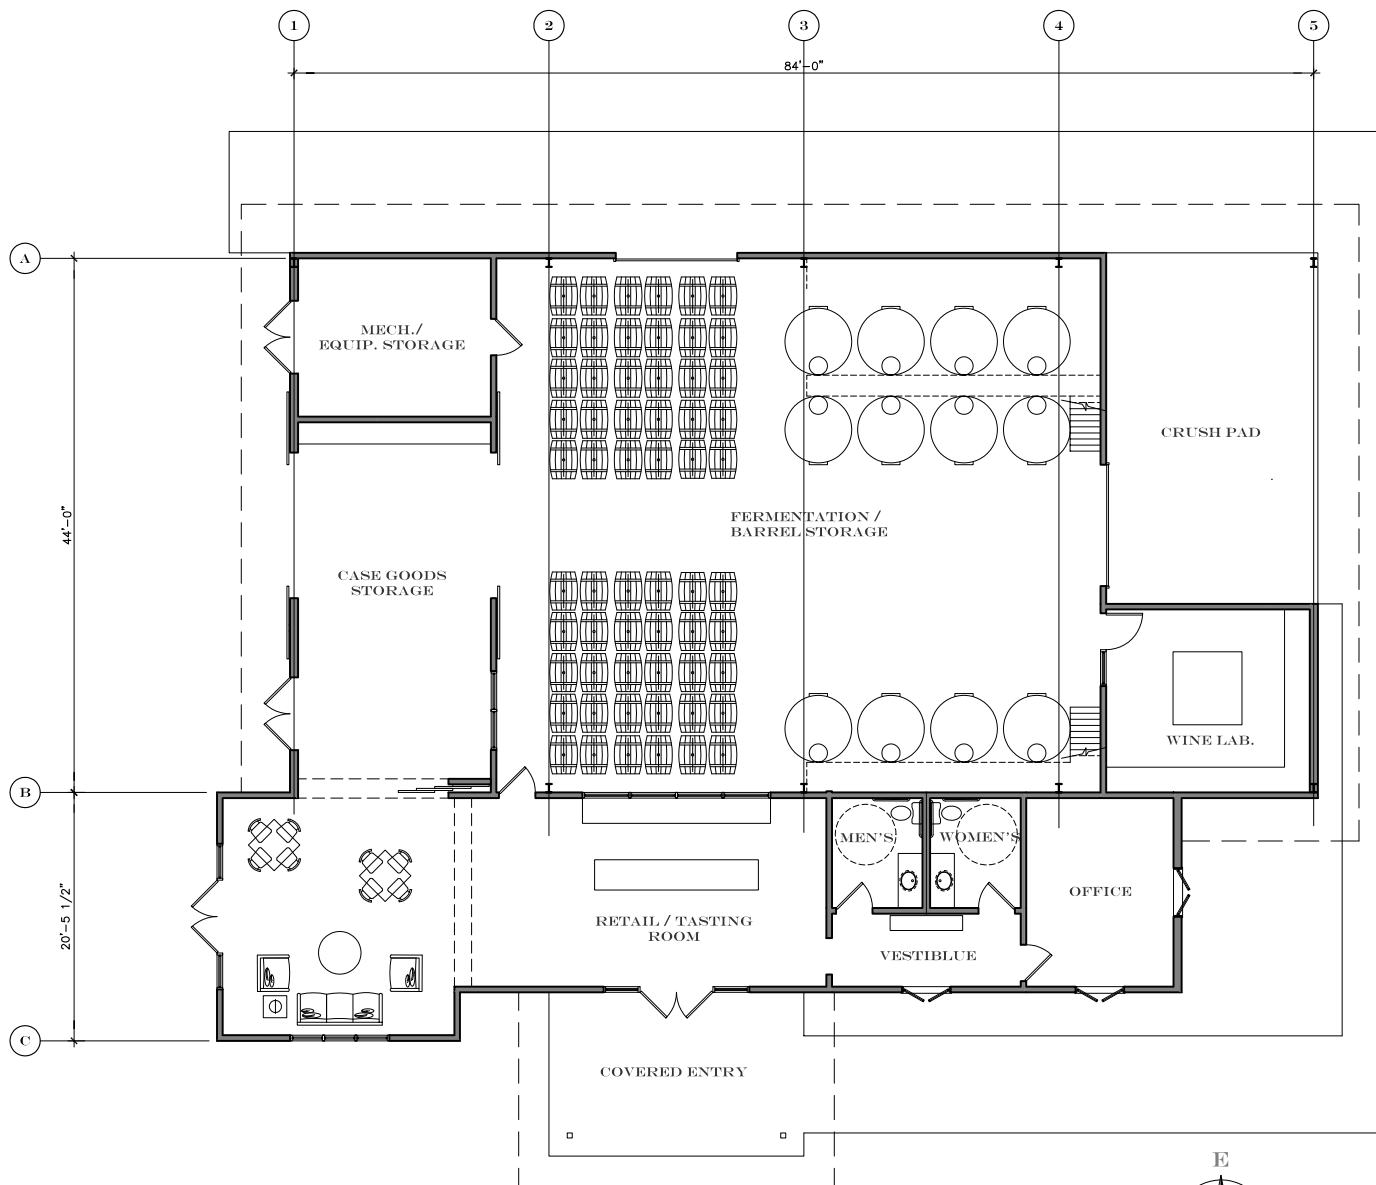 1
2
3
4
5
84'-0"
A
MECH./
EQUIP. STORAGE
CRUSH PAD
44'-0"
FERMENTATION /
BARREL STORAGE
CASE GOODS
STORAGE
WINE LAB.
B
MEN'S
WOMEN'S
OFFICE
20'-5 1/2"
RETAIL / TASTING
ROOM
VESTIBLUE
C
COVERED ENTRY
E